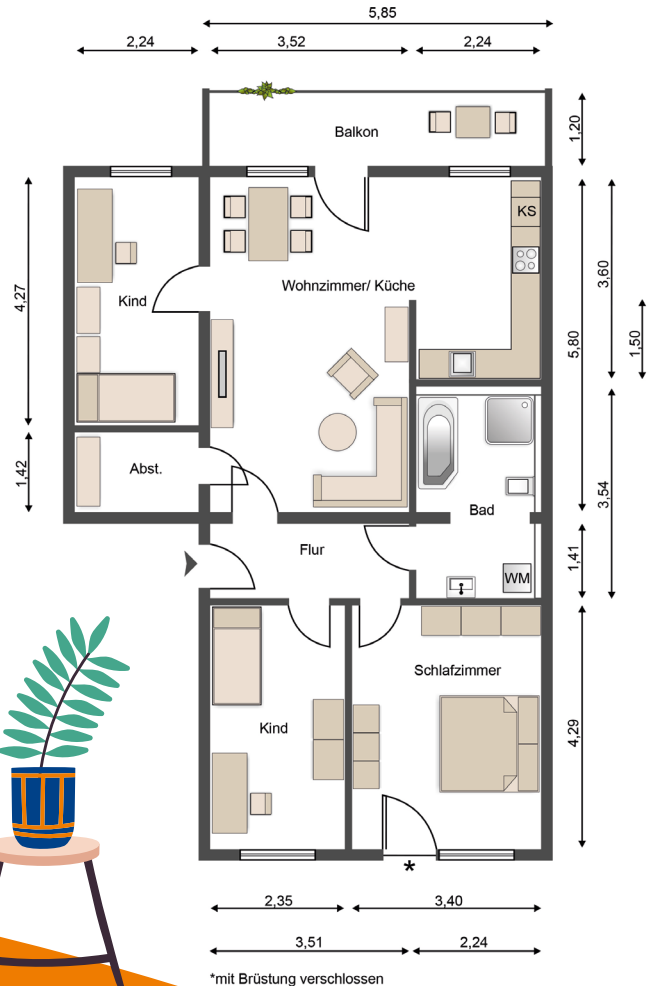 5,85
2,24
3,52
2,24
Balkon
1,20
KS
Wohnzimmer/ Küche
Kind
4,27
3,60
5,80
1,50
Abst.
1,42
Bad
3,54
Flur
1,41
WM
Schlafzimmer
Kind
4,29
*
2,35
3,40
3,51
2,24
*mit Brüstung verschlossen